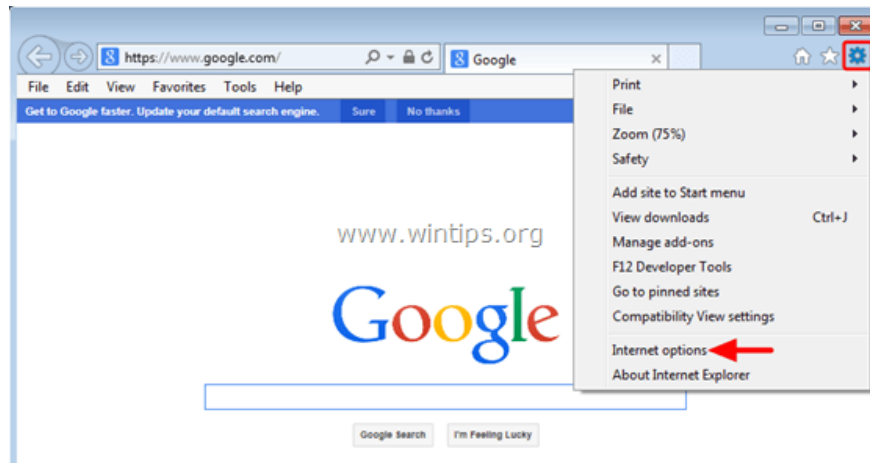 https://www.google.com/
Google
File Edit View Favorites Tools Help
Get to Google faster. Update your default search engine. Sure No thanks
Print
File
Zoom (75%)
Safety
Add site to Start menu
View downloads Ctrl+J
Manage add-ons
F12 Developer Tools
Go to pinned sites
Compatibility View settings
Internet options
About Internet Explorer
www.wintips.org
Google
Google Search I'm Feeling Lucky